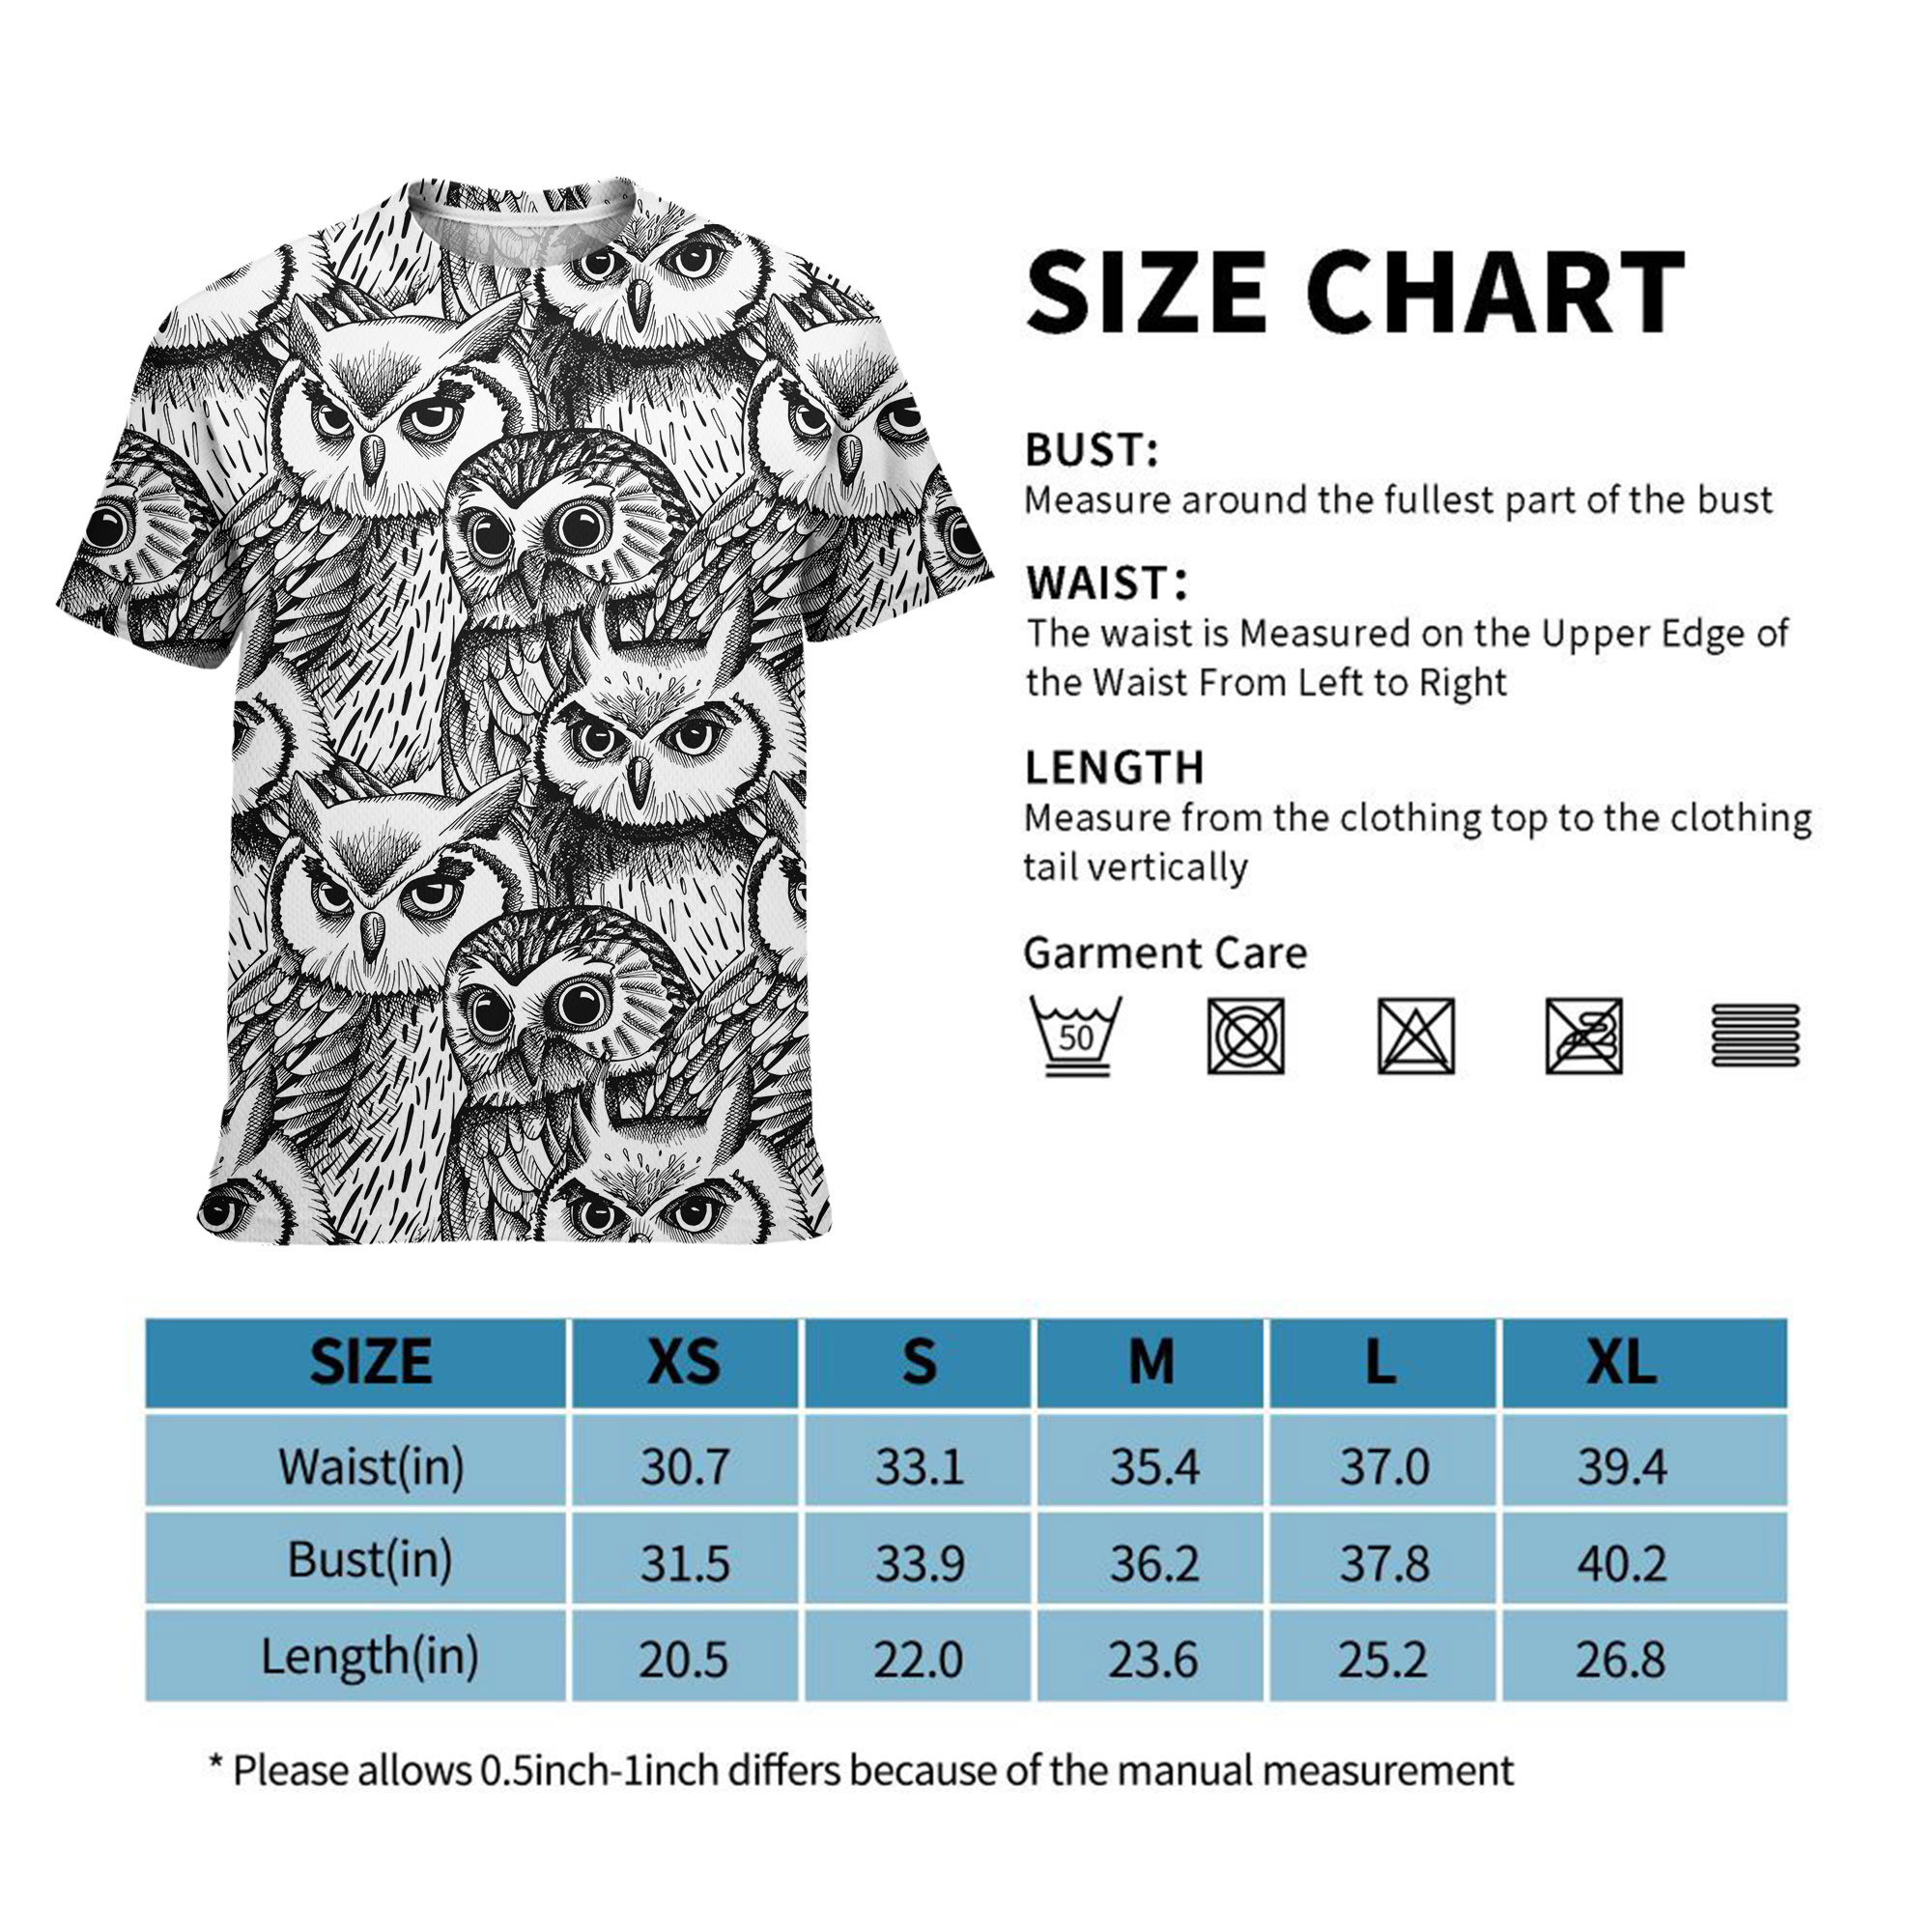 SIZE CHART
BUST:
Measure around the fullest part of the bust
WAIST:
The waist is Measured on the Upper Edge of
the Waist From Left to Right
LENGTH
Measure from the clothing top to the clothing
tail vertically
Garment Care
50
SIZE XS S M L XL
Waist(in) 30.7 33.1 35.4 37.0 39.4
Bust(in) 31.5 33.9 36.2 37.8 40.2
Length(in) 20.5 22.0 23.6 25.2 26.8
* Please allows 0.5inch-1inch differs because of the manual measurement